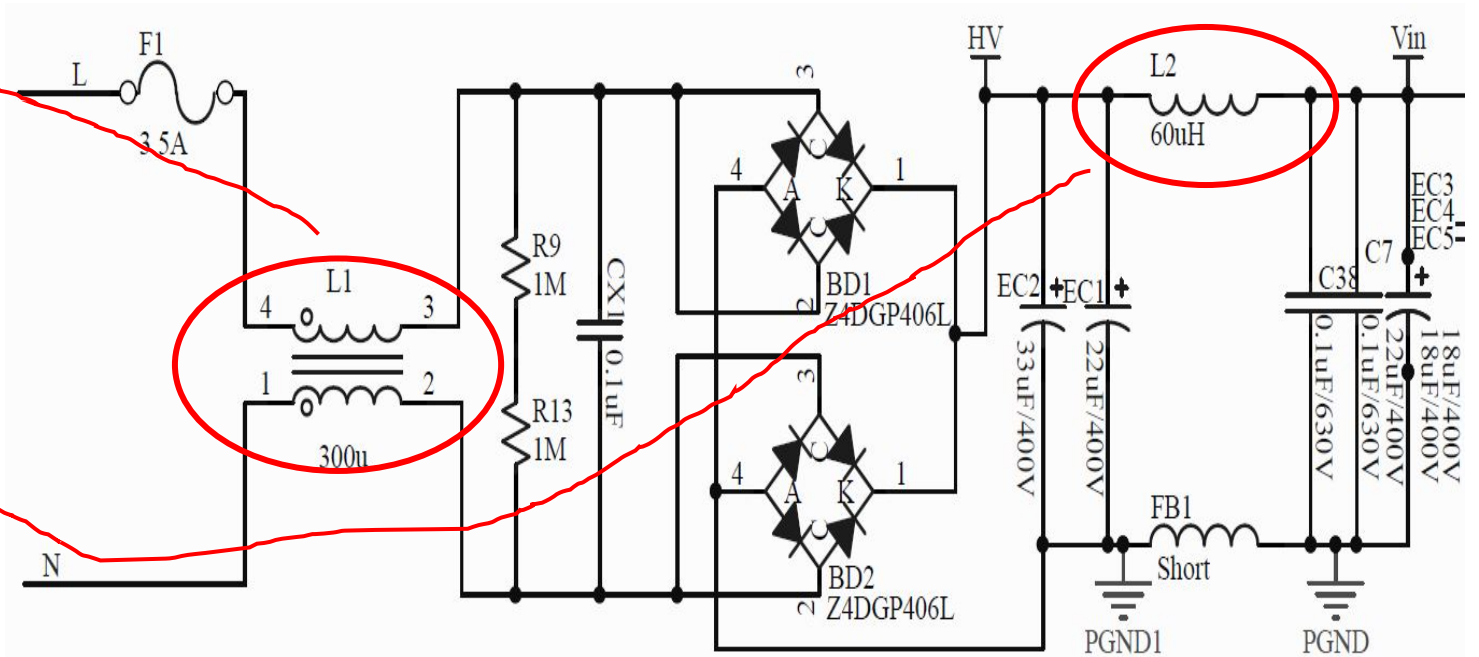 F1
L
3.5A
L1
4
3
1
2
300u
N
R9
1M
R13
1M
CX1
0.1uF
3
C
4
A
K
1
C
2
BD1
Z4DGP406L
3
C
4
A
K
1
C
2
BD2
Z4DGP406L
HV
L2
60uH
Vin
EC2
+
33uF/400V
EC1
+
22uF/400V
C38
0.1uF/630V
C7
0.1uF/630V
EC3
EC4
EC5
+
22uF/400V
18uF/400V
18uF/400V
FB1
Short
PGND1
PGND